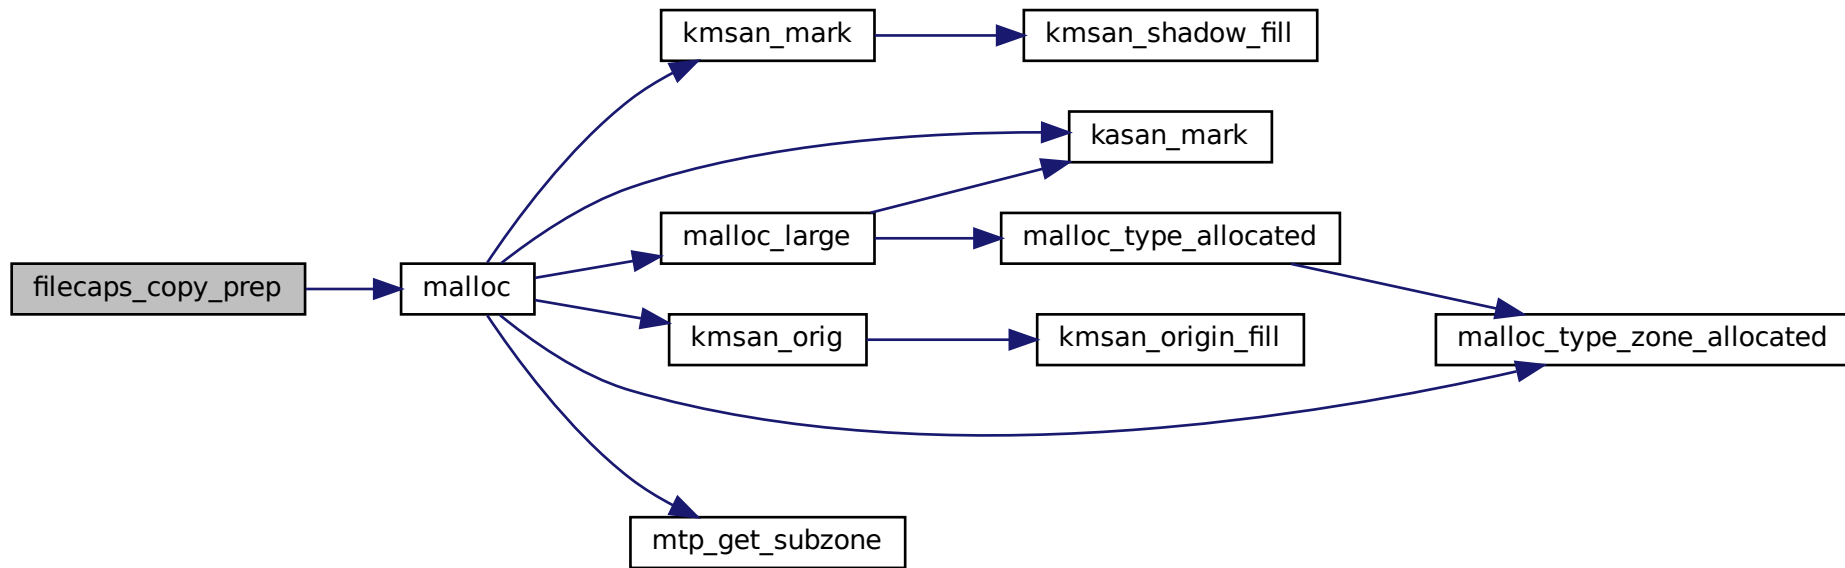 kmsan_mark
kmsan_shadow_fill
kasan_mark
malloc_large
malloc_type_allocated
filecaps_copy_prep
malloc
kmsan_orig
kmsan_origin_fill
malloc_type_zone_allocated
mtp_get_subzone